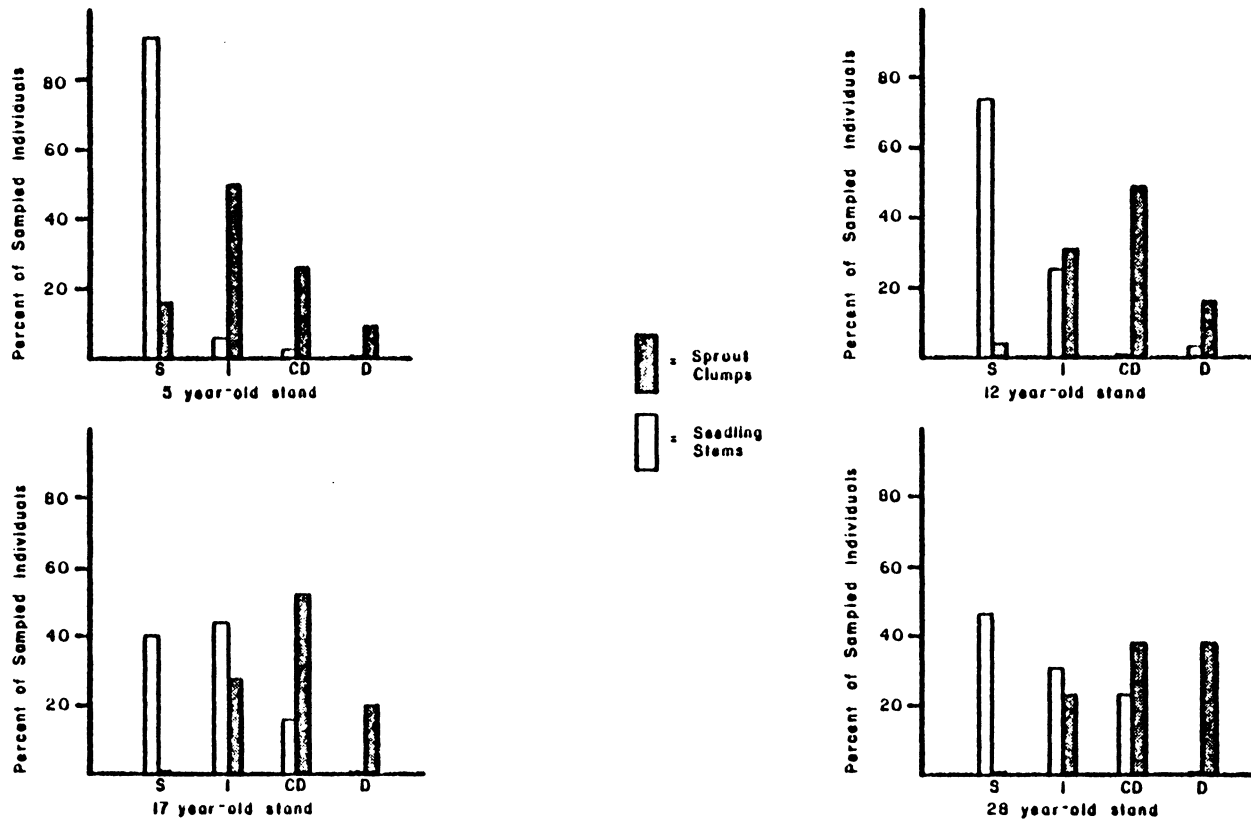 Percent of Sampled Individuals
80
60
40
20
S I CD D
5 year-old stand
Percent of Sampled Individuals
80
60
40
20
S I CD D
12 year-old stand
= Sprout
Clumps
= Seedling
Stems
Percent of Sampled Individuals
80
60
40
20
S I CD D
17 year-old stand
Percent of Sampled Individuals
80
60
40
20
S I CD D
28 year-old stand